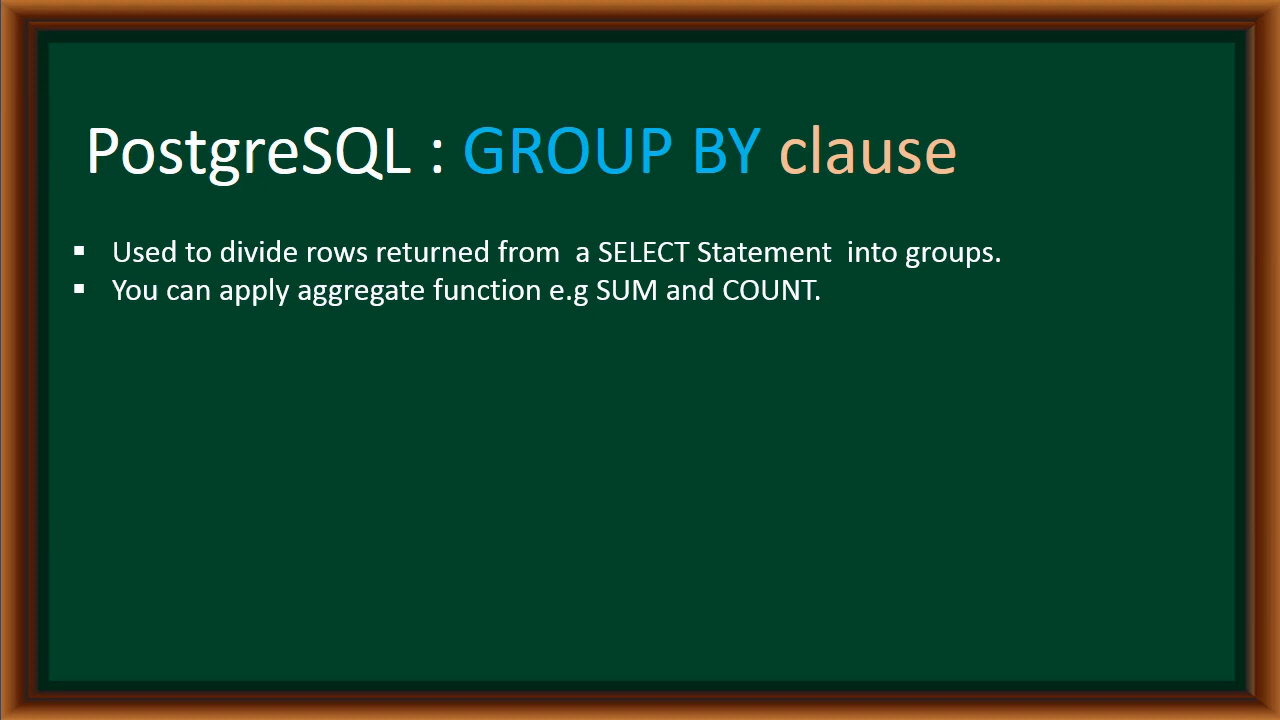 PostgreSQL : GROUP BY clause
▪ Used to divide rows returned from  a SELECT Statement  into groups.
▪ You can apply aggregate function e.g SUM and COUNT.